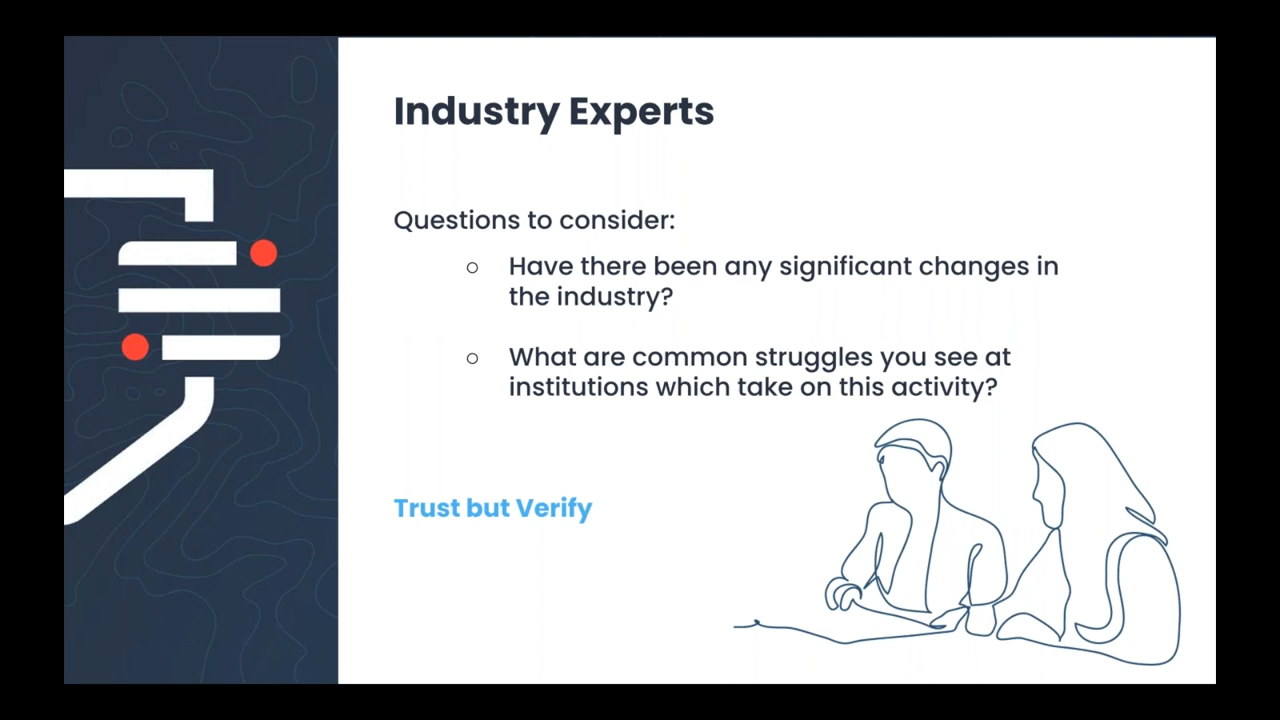 Industry Experts
Questions to consider:
○ Have there been any significant changes in
the industry?
○ What are common struggles you see at
institutions which take on this activity?
Trust but Verify